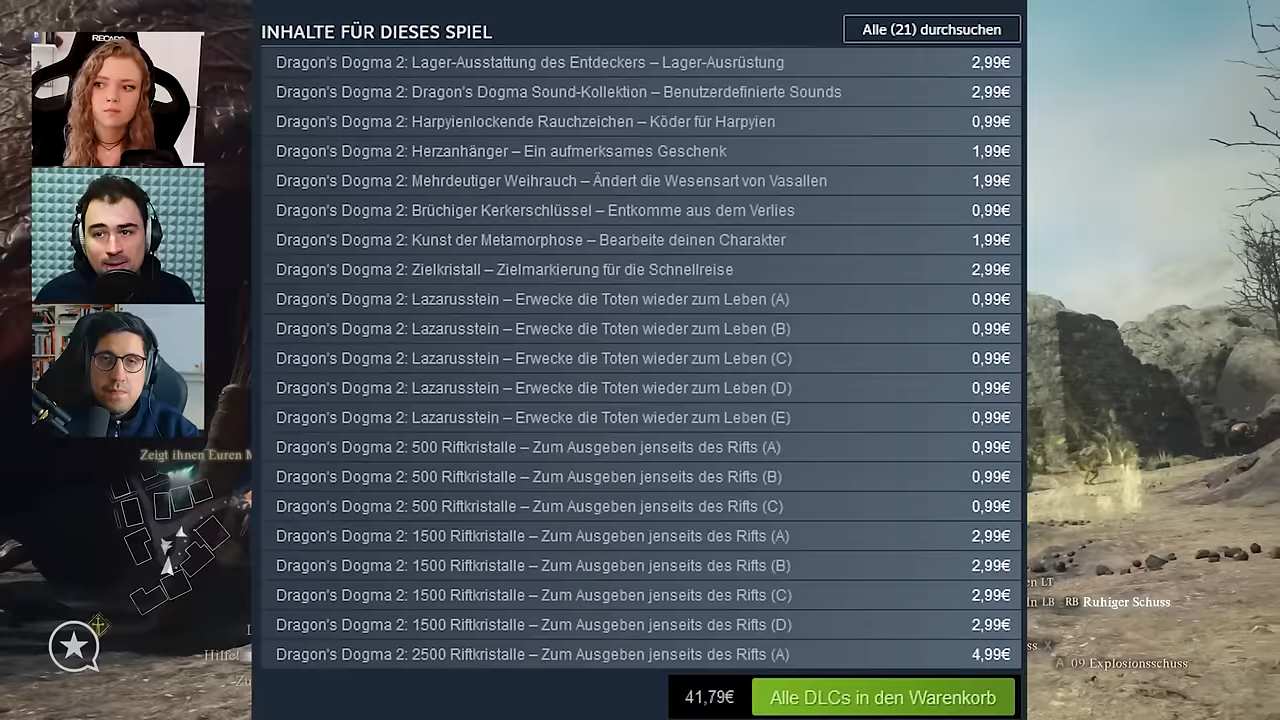 RECARO
INHALTE FÜR DIESES SPIEL
Alle (21) durchsuchen
Dragon's Dogma 2: Lager-Ausstattung des Entdeckers – Lager-Ausrüstung 2,99€
Dragon's Dogma 2: Dragon's Dogma Sound-Kollektion – Benutzerdefinierte Sounds 2,99€
Dragon's Dogma 2: Harpyienlockende Rauchzeichen – Köder für Harpyien 0,99€
Dragon's Dogma 2: Herzanhänger – Ein aufmerksames Geschenk 1,99€
Dragon's Dogma 2: Mehrdeutiger Weihrauch – Ändert die Wesensart von Vasallen 1,99€
Dragon's Dogma 2: Brüchiger Kerkerschlüssel – Entkomme aus dem Verlies 0,99€
Dragon's Dogma 2: Kunst der Metamorphose – Bearbeite deinen Charakter 1,99€
Dragon's Dogma 2: Zielkristall – Zielmarkierung für die Schnellreise 2,99€
Dragon's Dogma 2: Lazarusstein – Erwecke die Toten wieder zum Leben (A) 0,99€
Dragon's Dogma 2: Lazarusstein – Erwecke die Toten wieder zum Leben (B) 0,99€
Dragon's Dogma 2: Lazarusstein – Erwecke die Toten wieder zum Leben (C) 0,99€
Dragon's Dogma 2: Lazarusstein – Erwecke die Toten wieder zum Leben (D) 0,99€
Dragon's Dogma 2: Lazarusstein – Erwecke die Toten wieder zum Leben (E) 0,99€
Dragon's Dogma 2: 500 Riftkristalle – Zum Ausgeben jenseits des Rifts (A) 0,99€
Dragon's Dogma 2: 500 Riftkristalle – Zum Ausgeben jenseits des Rifts (B) 0,99€
Dragon's Dogma 2: 500 Riftkristalle – Zum Ausgeben jenseits des Rifts (C) 0,99€
Dragon's Dogma 2: 1500 Riftkristalle – Zum Ausgeben jenseits des Rifts (A) 2,99€
Dragon's Dogma 2: 1500 Riftkristalle – Zum Ausgeben jenseits des Rifts (B) 2,99€
Dragon's Dogma 2: 1500 Riftkristalle – Zum Ausgeben jenseits des Rifts (C) 2,99€
Dragon's Dogma 2: 1500 Riftkristalle – Zum Ausgeben jenseits des Rifts (D) 2,99€
Dragon's Dogma 2: 2500 Riftkristalle – Zum Ausgeben jenseits des Rifts (A) 4,99€
41,79€ Alle DLCs in den Warenkorb
Zeigt ihnen Euren
Hilfe!
LT
LB RB Ruhiger Schuss
X
A 09 Explosionsschuss